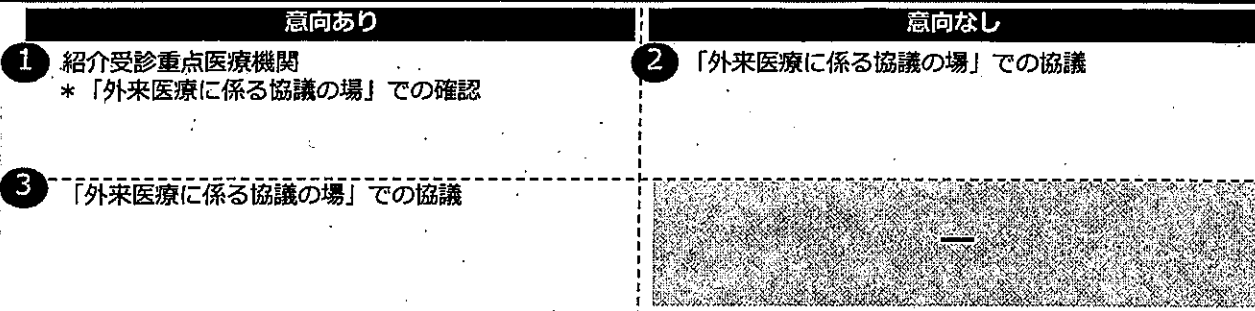 意向あり
意向なし
1 紹介受診重点医療機関
*「外来医療に係る協議の場」での確認
2 「外来医療に係る協議の場」での協議
3 「外来医療に係る協議の場」での協議
ー